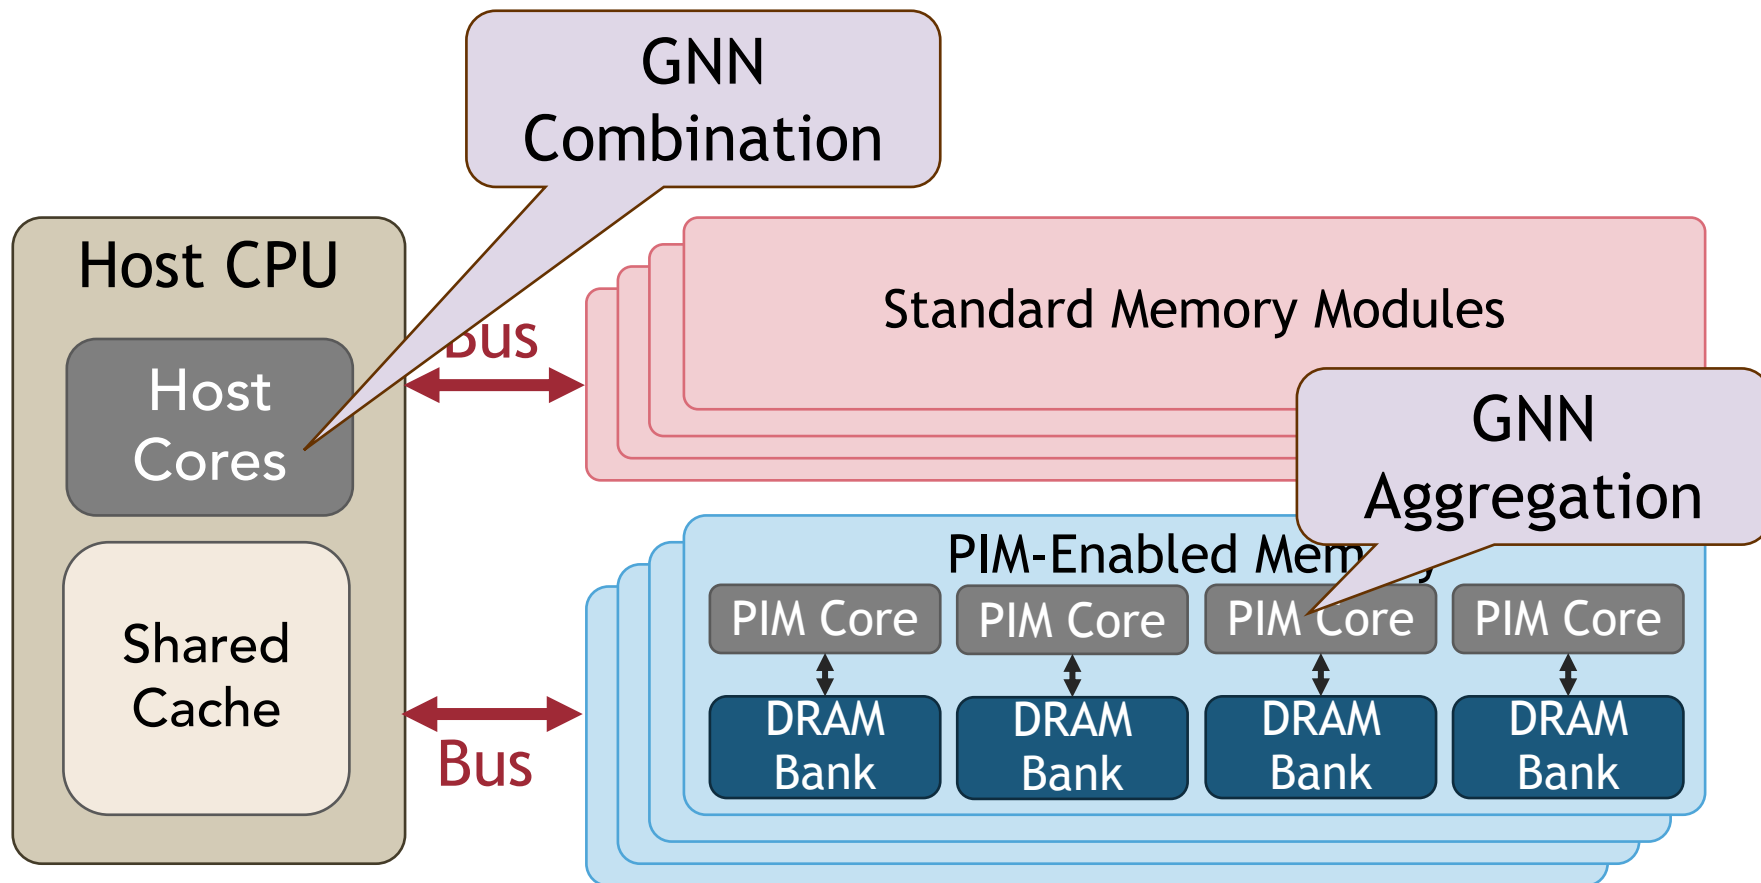 GNN
Combination
Host CPU
Host
Cores
Shared
Cache
Bus
Bus
Standard Memory Modules
GNN
Aggregation
PIM-Enabled Memory
PIM Core
PIM Core
PIM Core
PIM Core
DRAM
Bank
DRAM
Bank
DRAM
Bank
DRAM
Bank